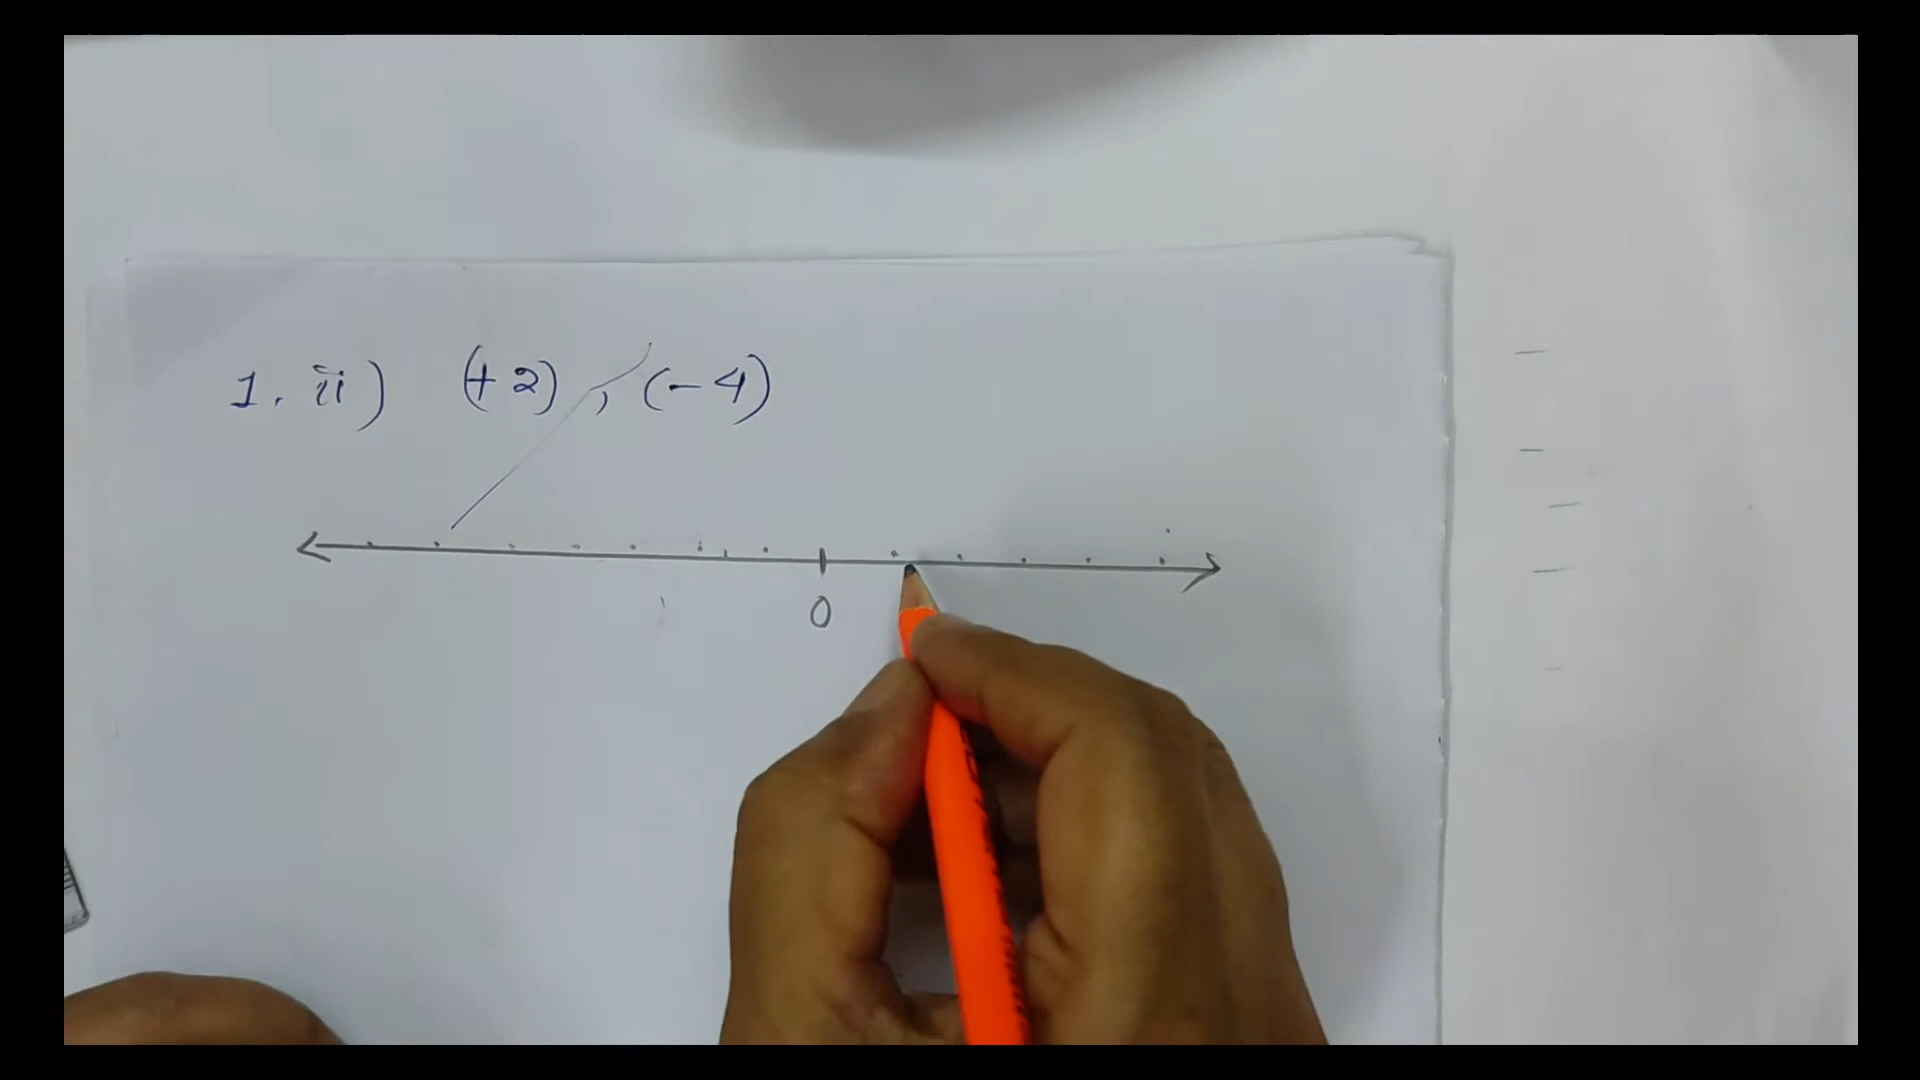 1. ii) (+2) , (-4)
0